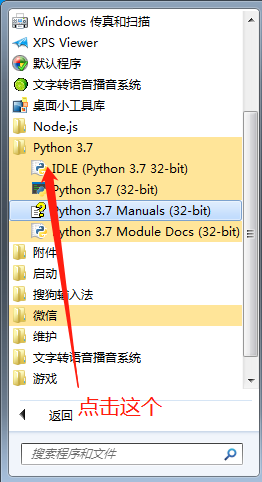 Windows 传真和扫描
XPS Viewer
默认程序
文字转语音播音系统
桌面小工具库
Node.js
Python 3.7
IDLE (Python 3.7 32-bit)
Python 3.7 (32-bit)
Python 3.7 Manuals (32-bit)
Python 3.7 Module Docs (32-bit)
附件
启动
搜狗输入法
微信
维护
文字转语音播音系统
游戏
点击这个
返回
搜索程序和文件